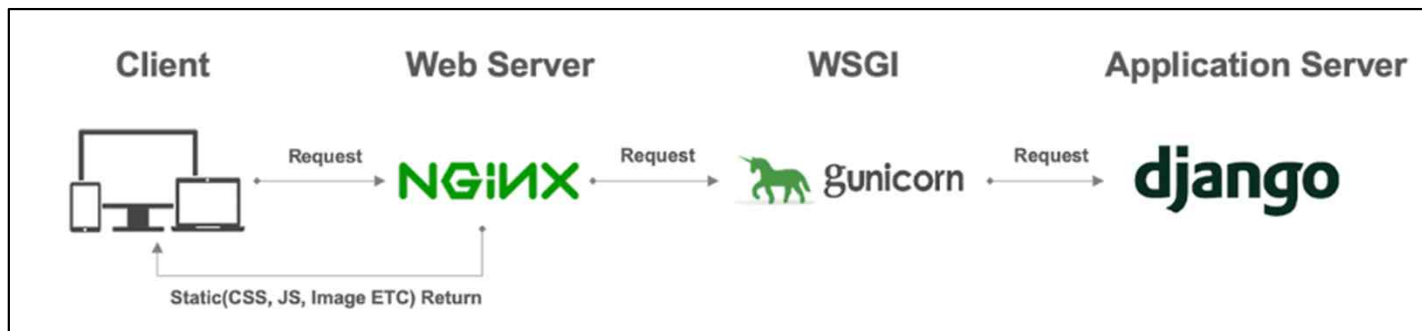 Client
Web Server
WSGI
Application Server
Request
NGiNX
Request
gunicorn
Request
django
Static(CSS, JS, Image ETC) Return